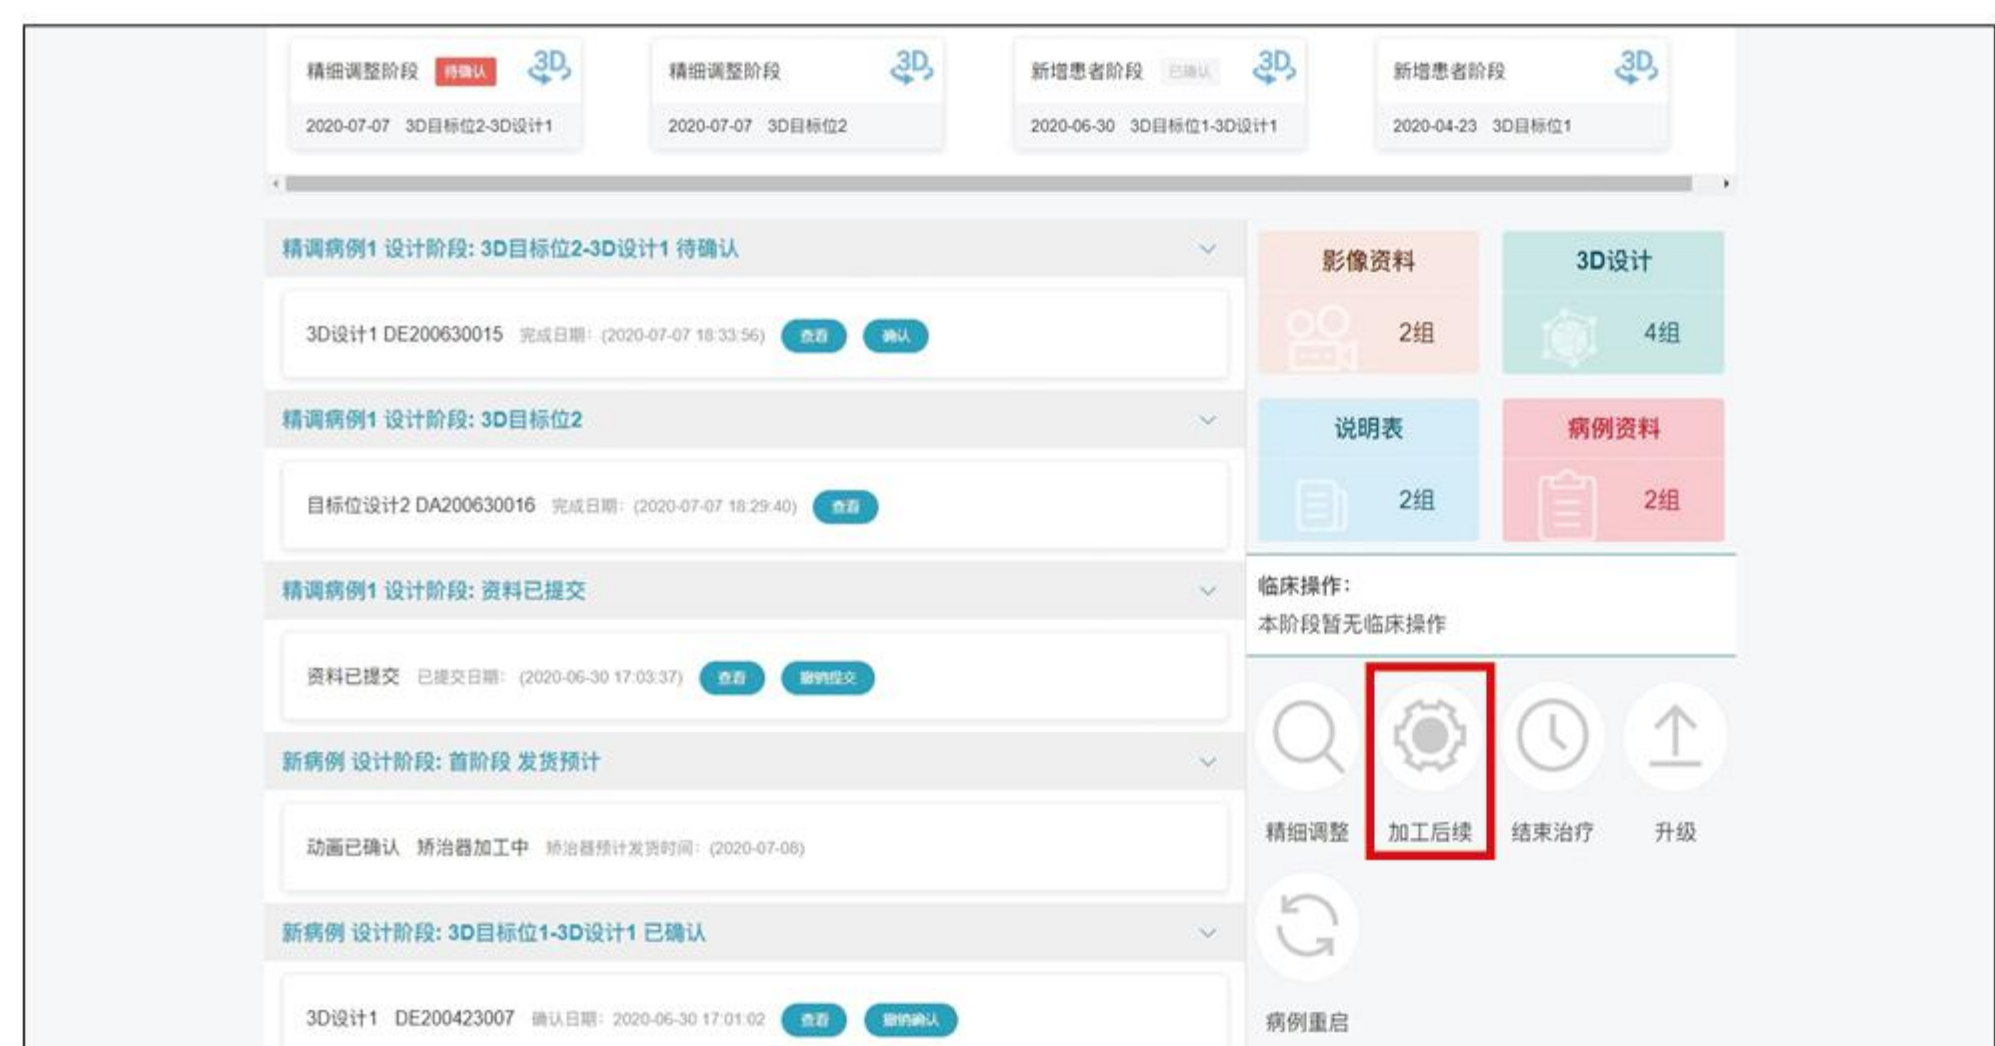 精细调整阶段 待确认 3D
2020-07-07 3D目标位2-3D设计1
精细调整阶段 3D
2020-07-07 3D目标位2
新增患者阶段 已确认 3D
2020-06-30 3D目标位1-3D设计1
新增患者阶段 3D
2020-04-23 3D目标位1
精调病例1 设计阶段: 3D目标位2-3D设计1 待确认
3D设计1 DE200630015 完成日期: (2020-07-07 18:33:56) 查看 确认
精调病例1 设计阶段: 3D目标位2
目标位设计2 DA200630016 完成日期: (2020-07-07 18:29:40) 查看
精调病例1 设计阶段: 资料已提交
资料已提交 已提交日期: (2020-06-30 17:03:37) 查看 撤销提交
新病例 设计阶段: 首阶段 发货预计
动画已确认 矫治器加工中 矫治器预计发货时间: (2020-07-08)
新病例 设计阶段: 3D目标位1-3D设计1 已确认
3D设计1 DE200423007 确认日期: 2020-06-30 17:01:02 查看 撤销确认
影像资料
2组
3D设计
4组
说明表
2组
病例资料
2组
临床操作:
本阶段暂无临床操作
精细调整
加工后续
结束治疗
升级
病例重启